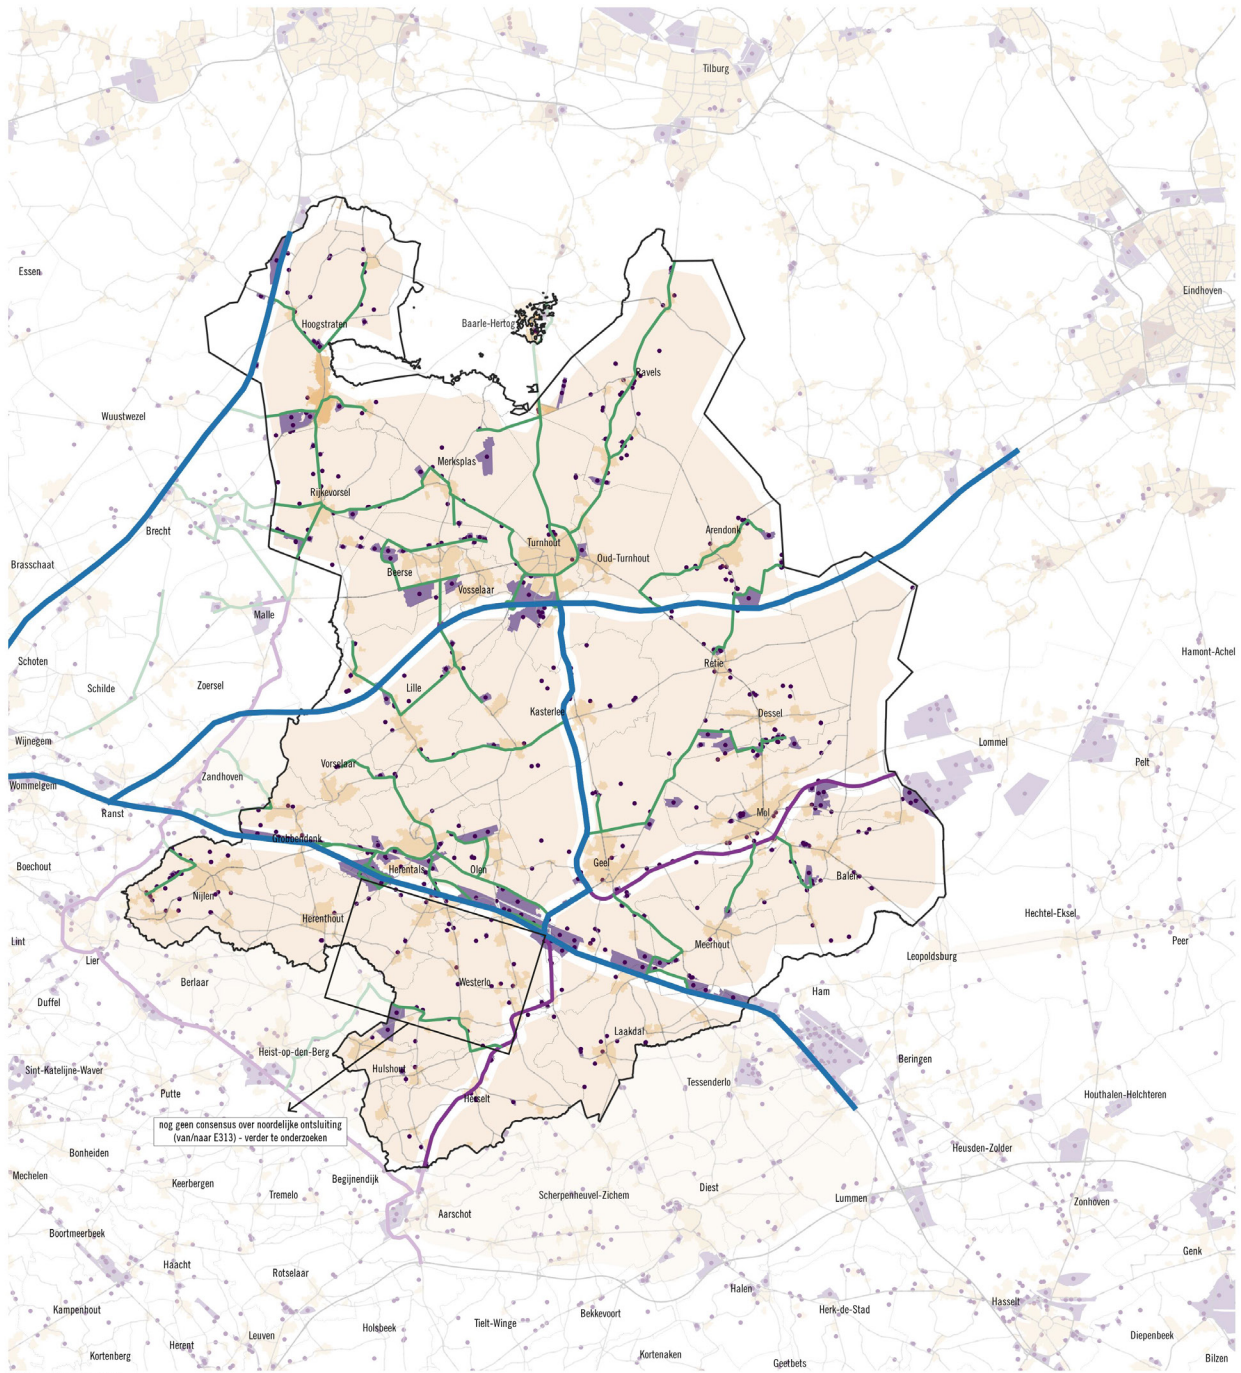 Tilburg
Essen
Eindhoven
Hoogstraten
Baarle-Hertog
Ravels
Wuustwezel
Merksplas
Rijkevorsel
Brecht
Arendonk
Turnhout
Oud-Turnhout
Brasschaat
Beerse
Vosselaar
Malle
Schoten
Hamont-Achel
Retie
Zoersel
Schilde
Lille
Kasterlee
Dessel
Wijnegem
Lommel
Vorselaar
Pelt
Zandhoven
Wommelgem
Ranst
Mol
Grobbendonk
Boechout
Geel
Herentals
Olen
Balen
Nijlen
Hechtel-Eksel
Herenthout
Lint
Peer
Meerhout
Leopoldsburg
Lier
Berlaar
Westerlo
Ham
Duffel
Laakdal
Heist-op-den-Berg
Beringen
Sint-Katelijne-Waver
Hulshout
Tessenderlo
Putte
Houthalen-Helchteren
Herselt
nog geen consensus over noordelijke ontsluiting
(van/naar E313) - verder te onderzoeken
Bonheiden
Heusden-Zolder
Mechelen
Begijnendijk
Keerbergen
Tremelo
Scherpenheuvel-Zichem
Diest
Lummen
Zonhoven
Aarschot
Boortmeerbeek
Genk
Haacht
Rotselaar
Halen
Hasselt
Kampenhout
Bekkevoort
Herk-de-Stad
Tielt-Winge
Holsbeek
Leuven
Diepenbeek
Herent
Kortenberg
Kortenaken
Geetbets
Bilzen